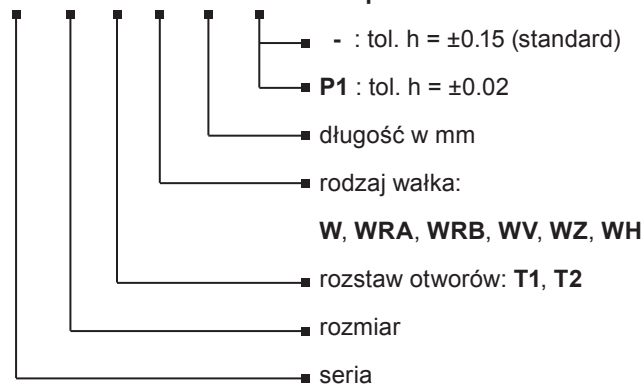 - : tol. h = ±0.15 (standard)
P1 : tol. h = ±0.02
długość w mm
rodzaj wałka:
W, WRA, WRB, WV, WZ, WH
rozstaw otworów: T1, T2
rozmiar
seria